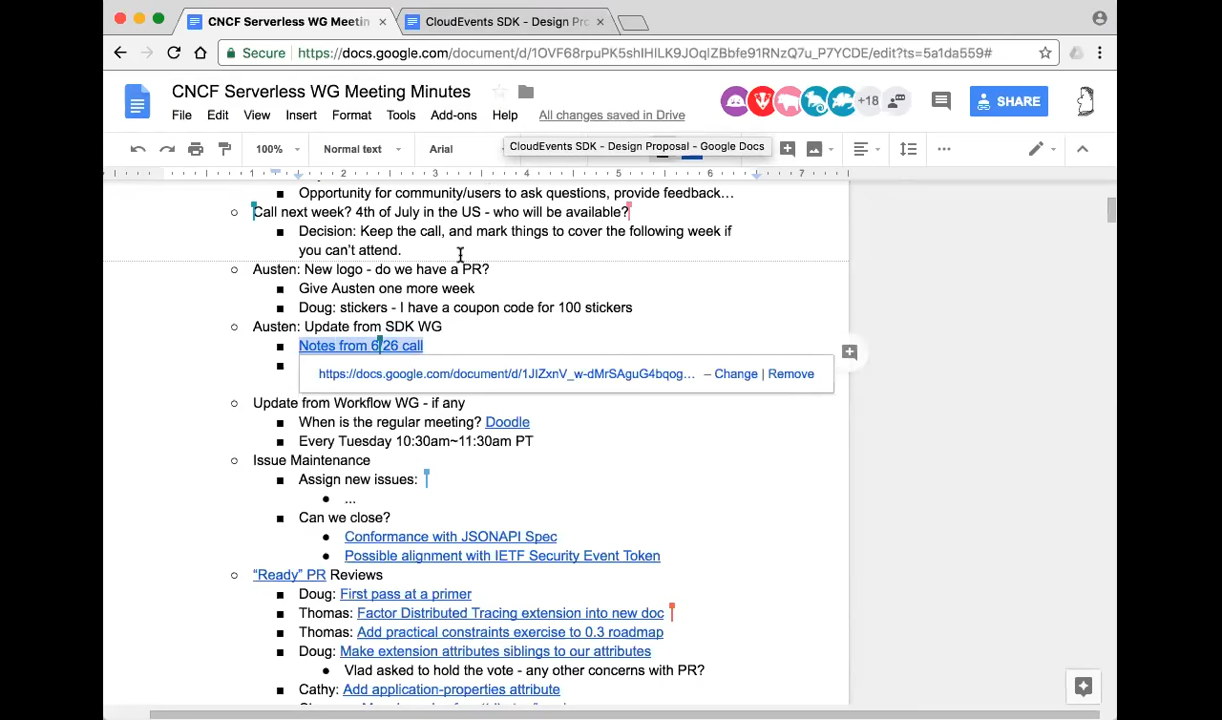 CNCF Serverless WG Meetin
CloudEvents SDK - Design Pro
Secure
https://docs.google.com/document/d/1OVF68rpuPK5shIHILK9JOqlZBbfe91RNzQ7u_P7YCDE/edit?ts=5a1da559#
CNCF Serverless WG Meeting Minutes
+18
SHARE
File Edit View Insert Format Tools Add-ons Help All changes saved in Drive
CloudEvents SDK - Design Proposal - Google Docs
100% Normal text Arial
1 2 3 4 5 6 7
Opportunity for community/users to ask questions, provide feedback…
Call next week? 4th of July in the US - who will be available?
Decision: Keep the call, and mark things to cover the following week if
you can't attend.
Austen: New logo - do we have a PR?
Give Austen one more week
Doug: stickers - I have a coupon code for 100 stickers
Austen: Update from SDK WG
Notes from 6/26 call
https://docs.google.com/document/d/1JIZxnV_w-dMrSAguG4bqog… – Change | Remove
Update from Workflow WG - if any
When is the regular meeting? Doodle
Every Tuesday 10:30am~11:30am PT
Issue Maintenance
Assign new issues:
...
Can we close?
Conformance with JSONAPI Spec
Possible alignment with IETF Security Event Token
“Ready” PR Reviews
Doug: First pass at a primer
Thomas: Factor Distributed Tracing extension into new doc
Thomas: Add practical constraints exercise to 0.3 roadmap
Doug: Make extension attributes siblings to our attributes
Vlad asked to hold the vote - any other concerns with PR?
Cathy: Add application-properties attribute